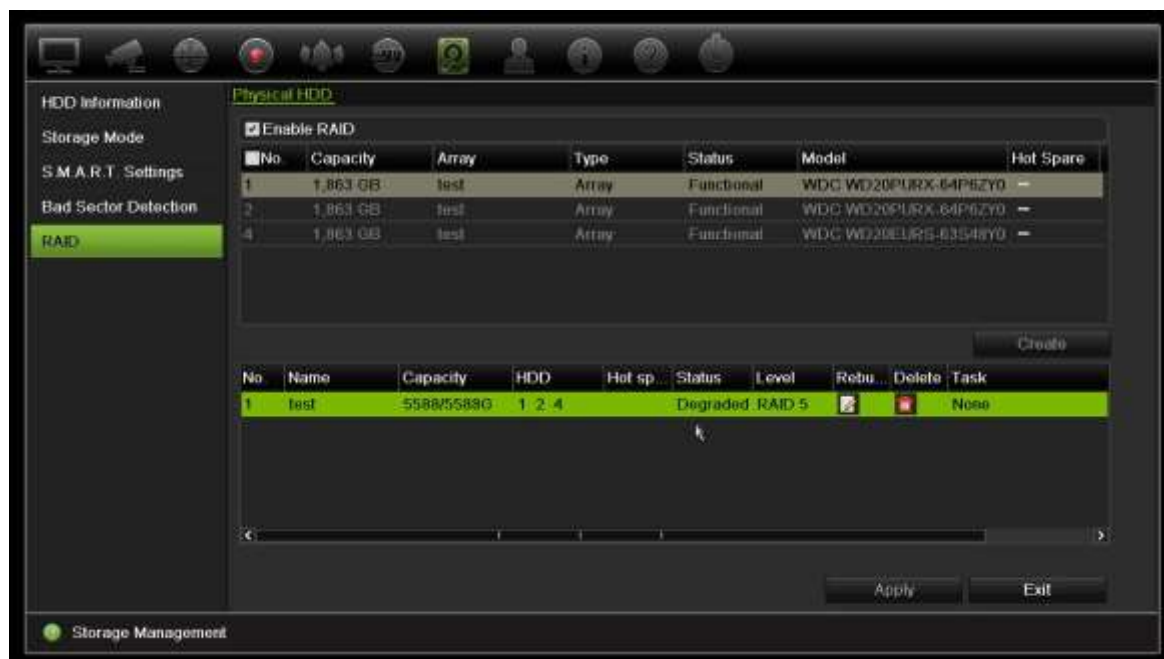 Physical HDD
HDD Information
Storage Mode
S.M.A.R.T. Settings
Bad Sector Detection
RAID
Enable RAID
No. Capacity Array Type Status Model Hot Spare
1 1,863 GB test Array Functional WDC WD20PURX-64P6ZY0 —
2 1,863 GB test Array Functional WDC WD20PURX-64P6ZY0 —
4 1,863 GB test Array Functional WDC WD20EURS-63S48Y0 —
Create
No. Name Capacity HDD Hot sp... Status Level Rebu... Delete Task
1 test 5588/5588G 1 2 4 Degraded RAID 5 None
Apply Exit
Storage Management